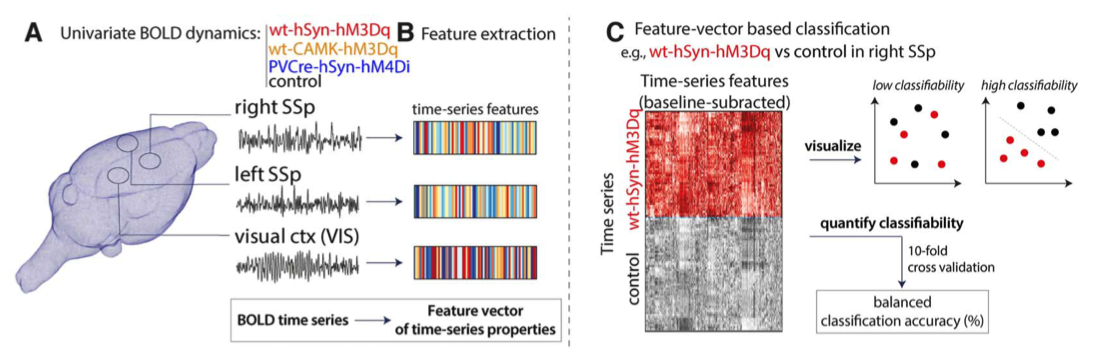 A
Univariate BOLD dynamics:
wt-hSyn-hM3Dq
wt-CAMK-hM3Dq
PVCre-hSyn-hM4Di
control
right SSp
left SSp
visual ctx (VIS)
B Feature extraction
time-series features
BOLD time series
Feature vector
of time-series properties
C Feature-vector based classification
e.g., wt-hSyn-hM3Dq vs control in right SSp
Time-series features
(baseline-subracted)
Time series
wt-hSyn-hM3Dq
control
visualize
low classifiability
high classifiability
quantify classifiability
10-fold
cross validation
balanced
classification accuracy (%)